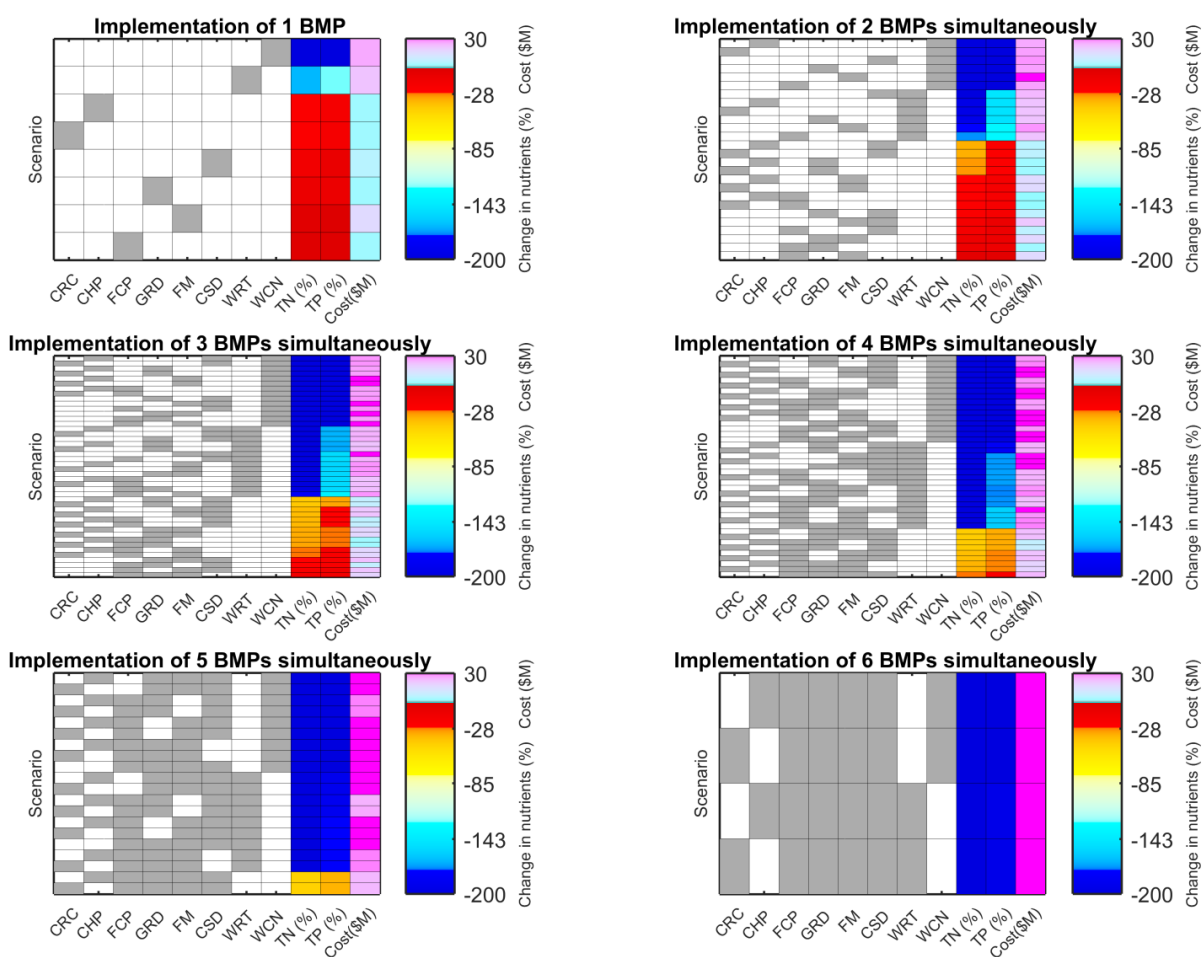 Implementation of 1 BMP
Scenario
CRC
CHP
FCP
GRD
FM
CSD
WRT
WCN
TN (%)
TP (%)
Cost($M)
30
-28
-85
-143
-200
Change in nutrients (%) Cost ($M)
Implementation of 2 BMPs simultaneously
Scenario
CRC
CHP
FCP
GRD
FM
CSD
WRT
WCN
TN (%)
TP (%)
Cost($M)
30
-28
-85
-143
-200
Change in nutrients (%) Cost ($M)
Implementation of 3 BMPs simultaneously
Scenario
CRC
CHP
FCP
GRD
FM
CSD
WRT
WCN
TN (%)
TP (%)
Cost($M)
30
-28
-85
-143
-200
Change in nutrients (%) Cost ($M)
Implementation of 4 BMPs simultaneously
Scenario
CRC
CHP
FCP
GRD
FM
CSD
WRT
WCN
TN (%)
TP (%)
Cost($M)
30
-28
-85
-143
-200
Change in nutrients (%) Cost ($M)
Implementation of 5 BMPs simultaneously
Scenario
CRC
CHP
FCP
GRD
FM
CSD
WRT
WCN
TN (%)
TP (%)
Cost($M)
30
-28
-85
-143
-200
Change in nutrients (%) Cost ($M)
Implementation of 6 BMPs simultaneously
Scenario
CRC
CHP
FCP
GRD
FM
CSD
WRT
WCN
TN (%)
TP (%)
Cost($M)
30
-28
-85
-143
-200
Change in nutrients (%) Cost ($M)